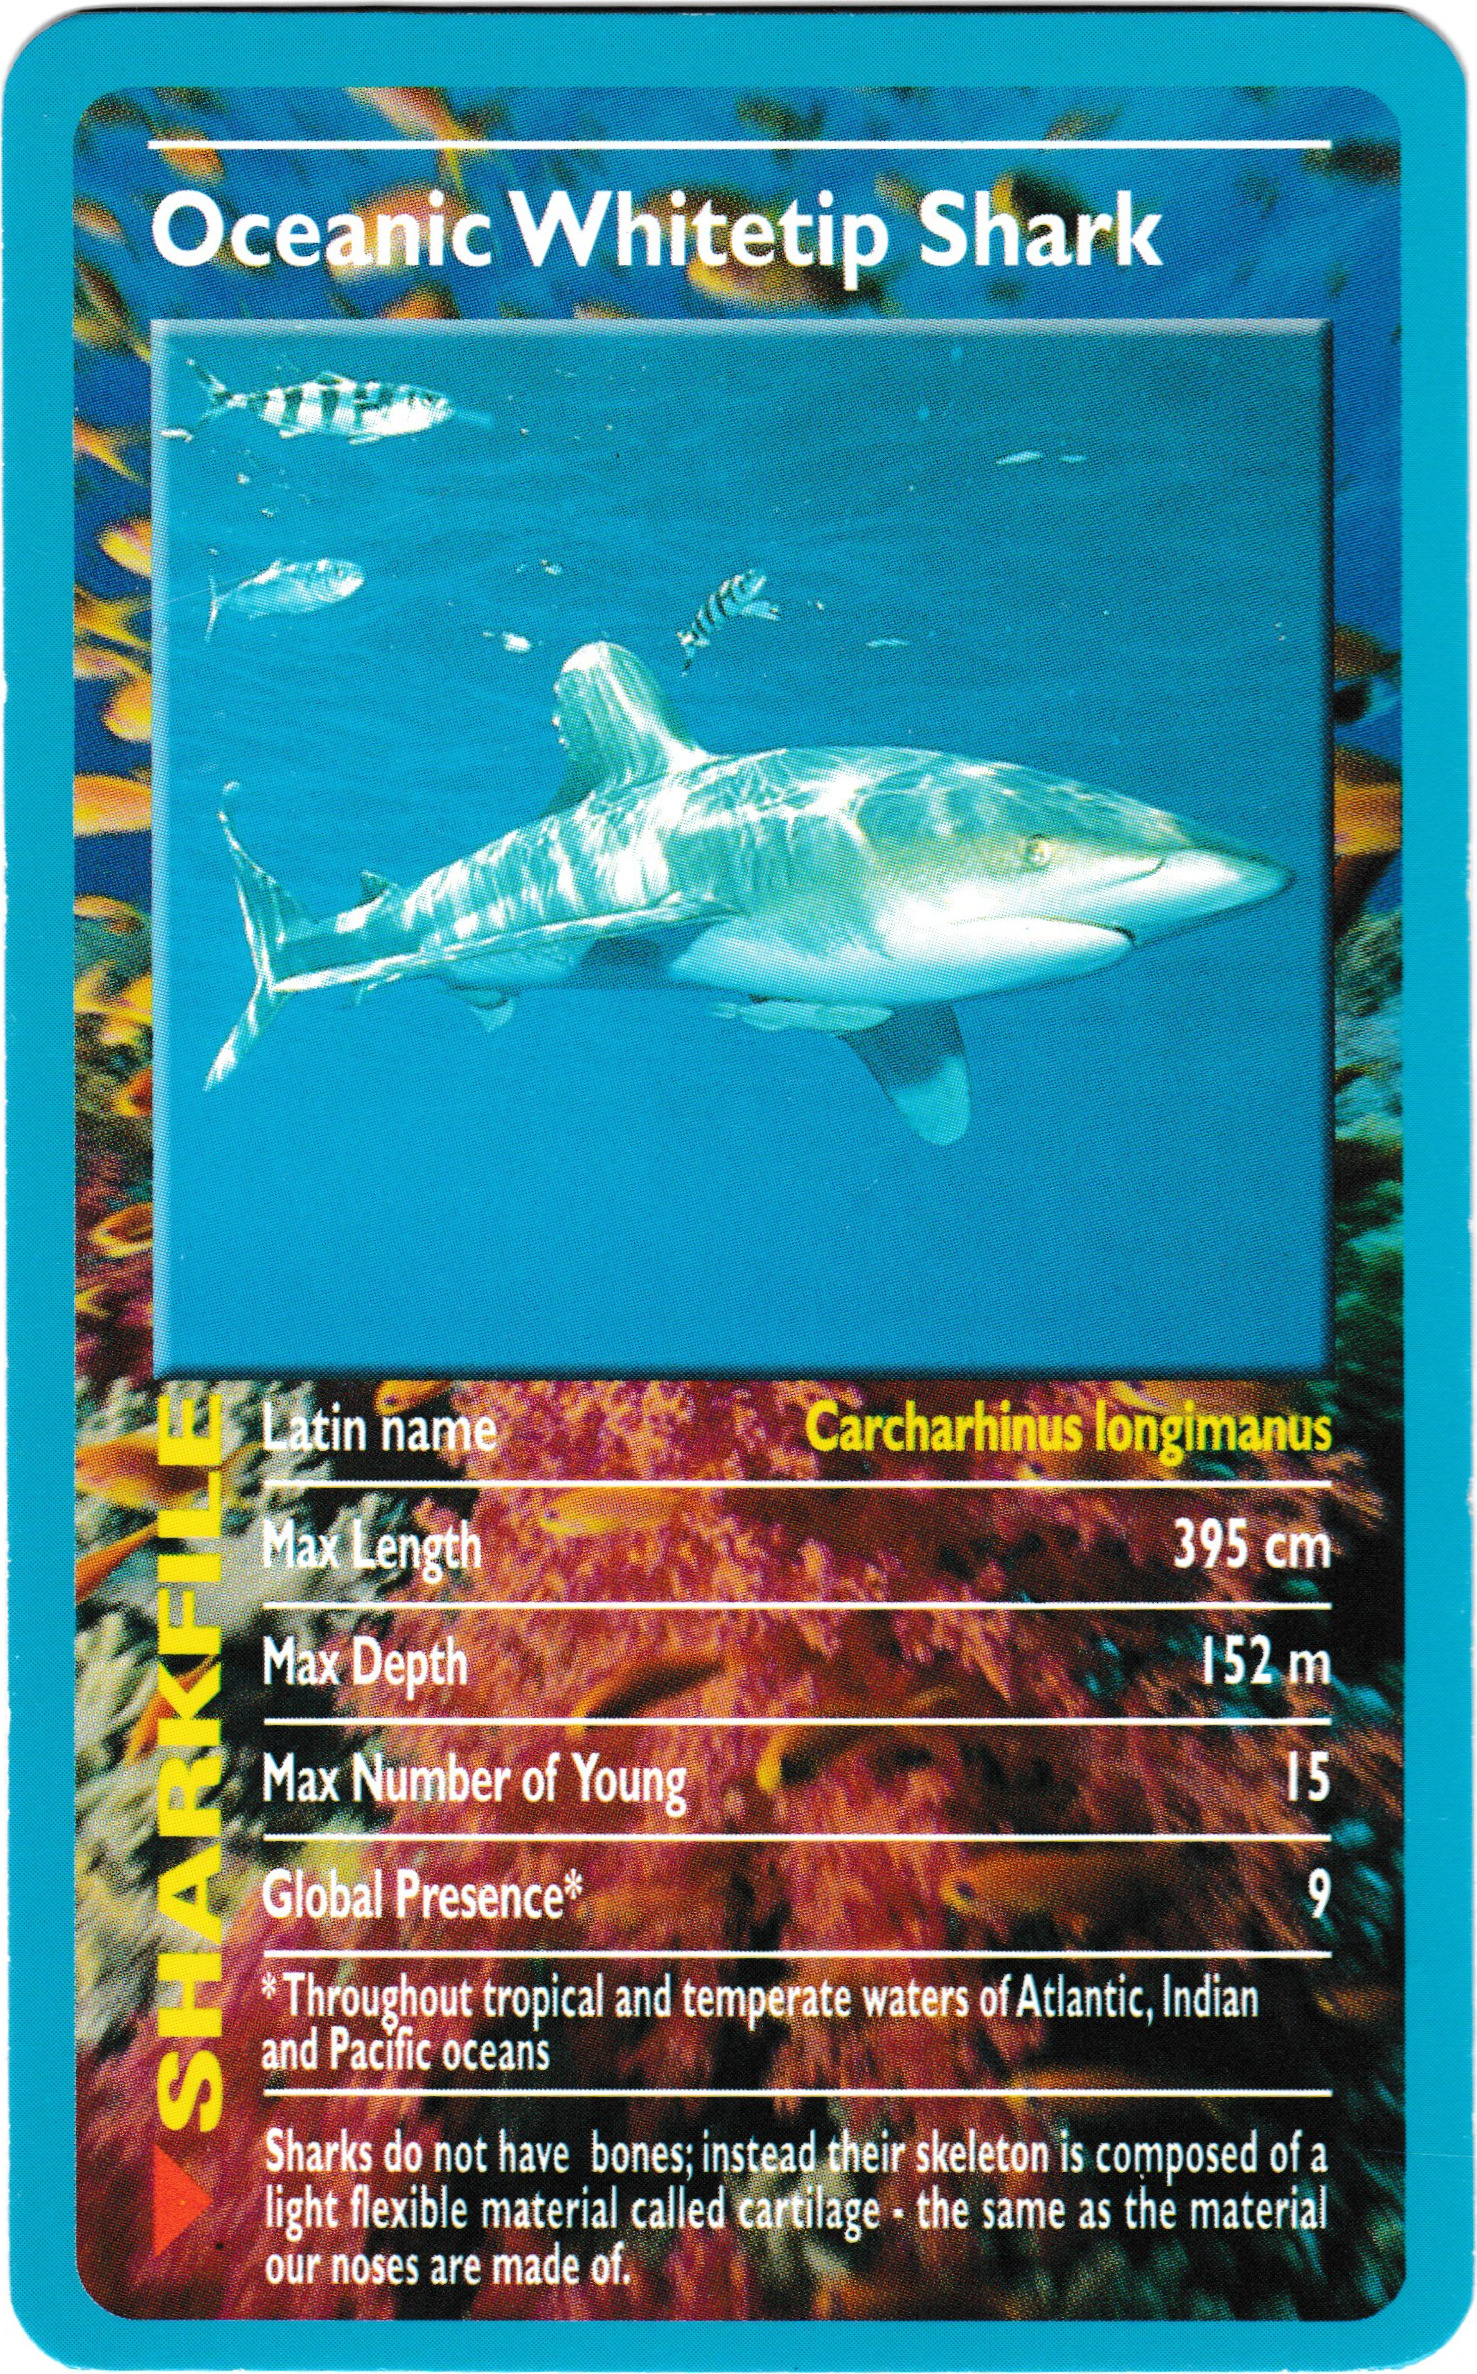 Oceanic Whitetip Shark
SHARKFILE
Latin name Carcharhinus longimanus
Max Length 395 cm
Max Depth 152 m
Max Number of Young 15
Global Presence* 9
*Throughout tropical and temperate waters of Atlantic, Indian
and Pacific oceans
Sharks do not have bones; instead their skeleton is composed of a
light flexible material called cartilage - the same as the material
our noses are made of.